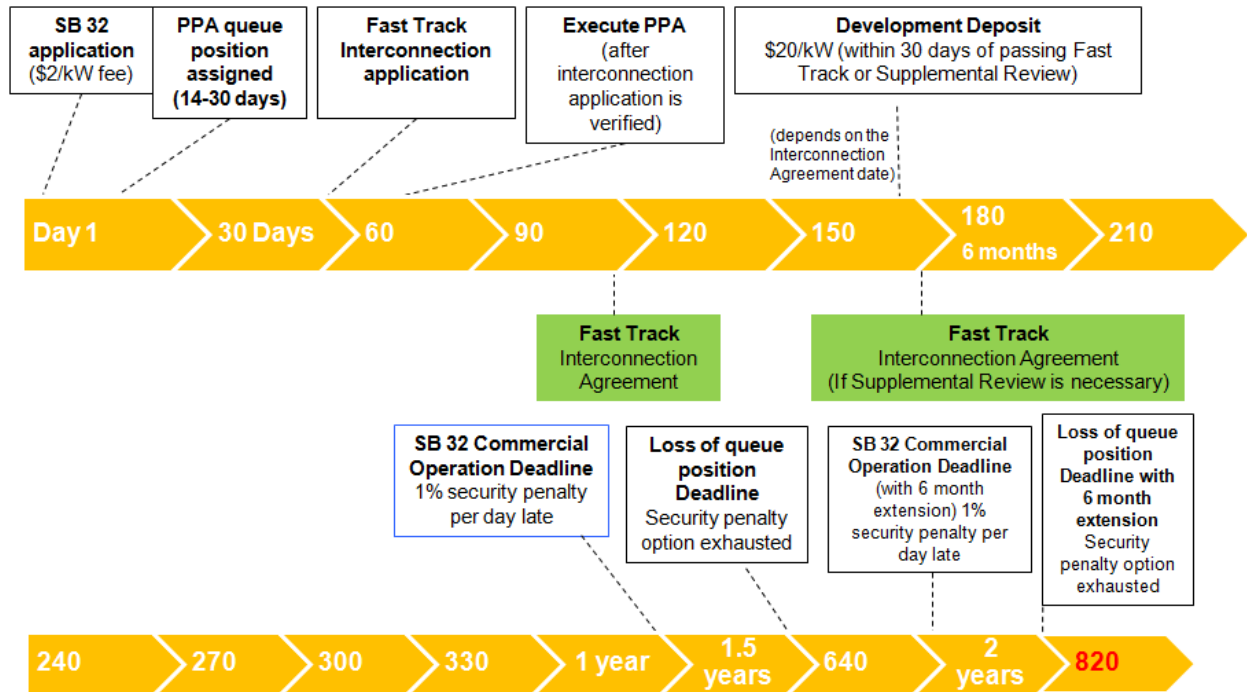 SB 32
application
($2/kW fee)
PPA queue
position
assigned
(14-30 days)
Fast Track
Interconnection
application
Execute PPA
(after
interconnection
application is
verified)
Development Deposit
$20/kW (within 30 days of passing Fast
Track or Supplemental Review)
(depends on the
Interconnection
Agreement date)
Day 1
30 Days
60
90
120
150
180
6 months
210
Fast Track
Interconnection
Agreement
Fast Track
Interconnection Agreement
(If Supplemental Review is necessary)
SB 32 Commercial
Operation Deadline
1% security penalty
per day late
Loss of queue
position
Deadline
Security penalty
option exhausted
SB 32 Commercial
Operation Deadline
(with 6 month
extension) 1%
security penalty per
day late
Loss of queue
position
Deadline with
6 month
extension
Security
penalty option
exhausted
240
270
300
330
1 year
1.5
years
640
2
years
820